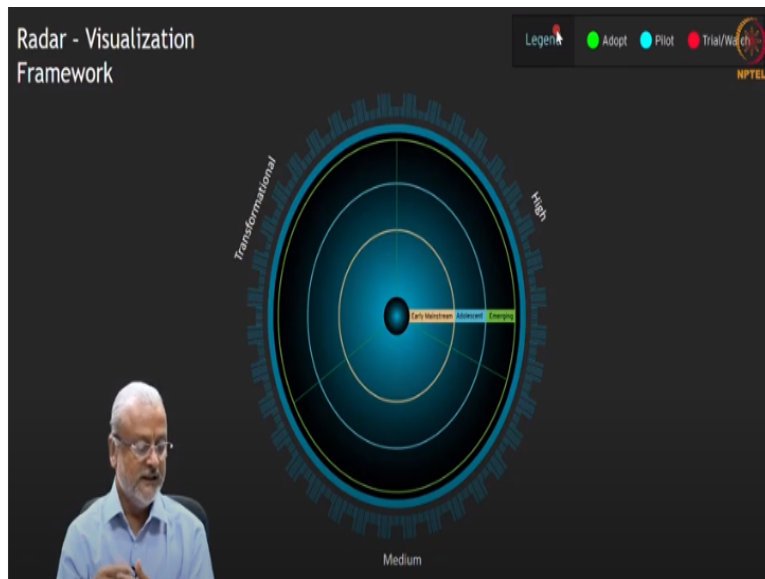 Radar - Visualization
Framework
Legend
Adopt
Pilot
Trial/Watch
NPTEL
Transformational
High
Early Mainstream
Adolescent
Emerging
Medium